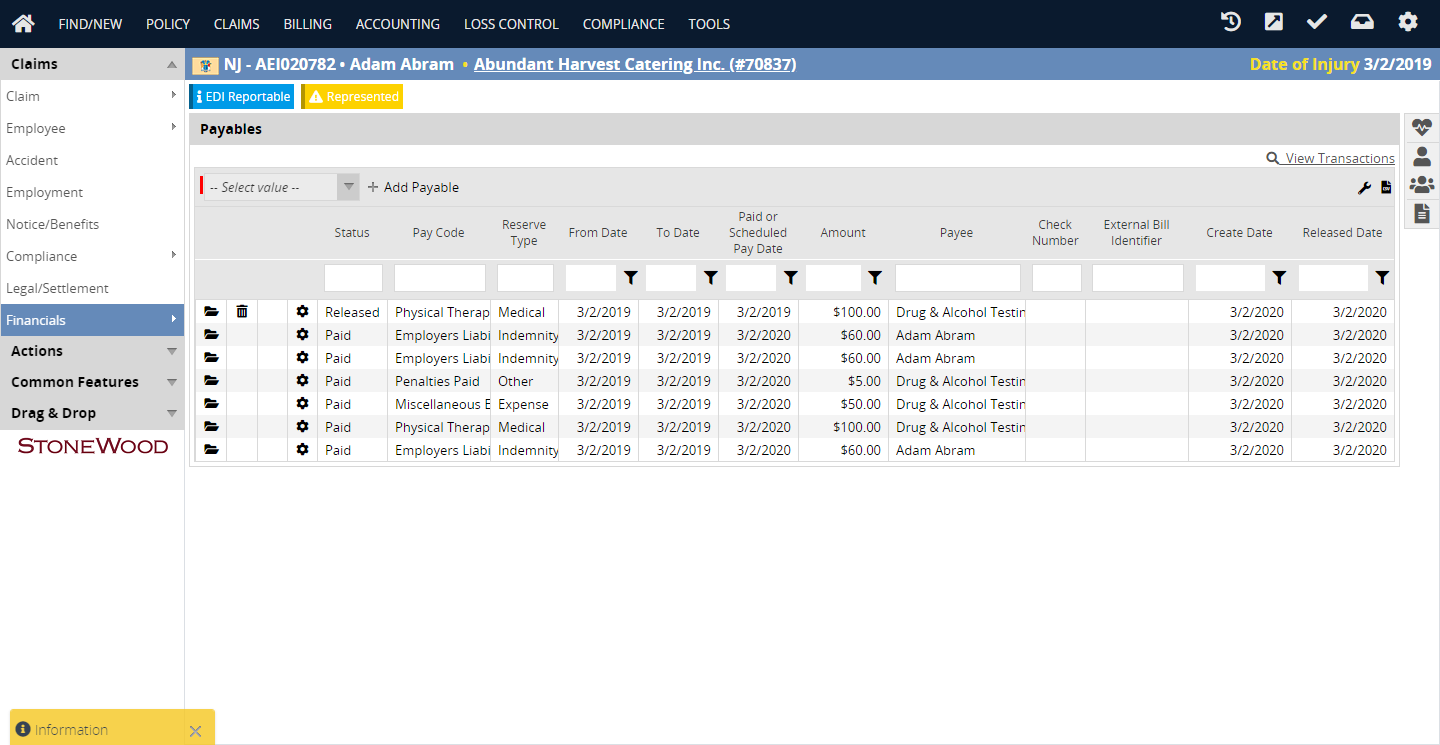 FIND/NEW POLICY CLAIMS BILLING ACCOUNTING LOSS CONTROL COMPLIANCE TOOLS
Claims
NJ - AEI020782 • Adam Abram • Abundant Harvest Catering Inc. (#70837) Date of Injury 3/2/2019
Claim
EDI Reportable Represented
Employee
Accident
Employment
Notice/Benefits
Compliance
Legal/Settlement
Financials
Actions
Common Features
Drag & Drop
STONEWOOD
Payables
View Transactions
-- Select value -- Add Payable
Status Pay Code Reserve Type From Date To Date Paid or Scheduled Pay Date Amount Payee Check Number External Bill Identifier Create Date Released Date
Released Physical Therap Medical 3/2/2019 3/2/2019 3/2/2019 $100.00 Drug & Alcohol Testin 3/2/2020 3/2/2020
Paid Employers Liabi Indemnity 3/2/2019 3/2/2019 3/2/2020 $60.00 Adam Abram 3/2/2020 3/2/2020
Paid Employers Liabi Indemnity 3/2/2019 3/2/2019 3/2/2020 $60.00 Adam Abram 3/2/2020 3/2/2020
Paid Penalties Paid Other 3/2/2019 3/2/2019 3/2/2020 $5.00 Drug & Alcohol Testin 3/2/2020 3/2/2020
Paid Miscellaneous E Expense 3/2/2019 3/2/2019 3/2/2020 $50.00 Drug & Alcohol Testin 3/2/2020 3/2/2020
Paid Physical Therap Medical 3/2/2019 3/2/2019 3/2/2020 $100.00 Drug & Alcohol Testin 3/2/2020 3/2/2020
Paid Employers Liabi Indemnity 3/2/2019 3/2/2019 3/2/2020 $60.00 Adam Abram 3/2/2020 3/2/2020
Information